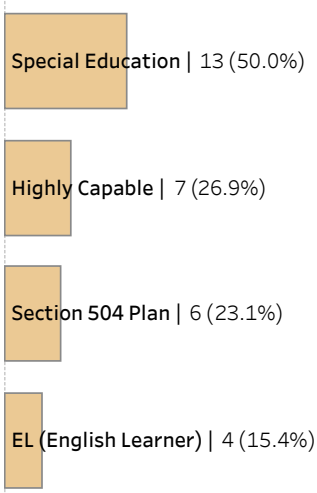 Special Education | 13 (50.0%)
Highly Capable | 7 (26.9%)
Section 504 Plan | 6 (23.1%)
EL (English Learner) | 4 (15.4%)